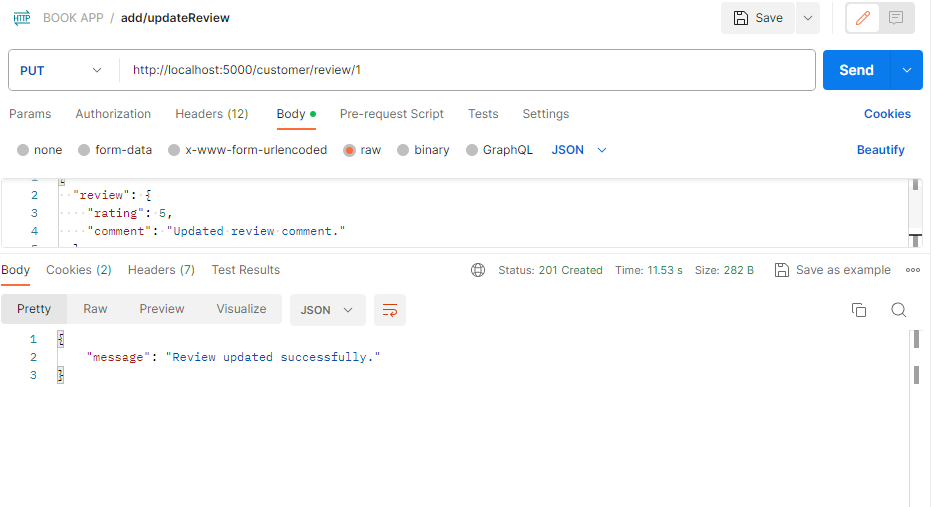 HTTP BOOK APP / add/updateReview Save
PUT http://localhost:5000/customer/review/1 Send
Params Authorization Headers (12) Body Pre-request Script Tests Settings Cookies
none form-data x-www-form-urlencoded raw binary GraphQL JSON Beautify
2 "review": {
3 "rating": 5,
4 "comment": "Updated review comment."
Body Cookies (2) Headers (7) Test Results Status: 201 Created Time: 11.53 s Size: 282 B Save as example
Pretty Raw Preview Visualize JSON
1 {
2 "message": "Review updated successfully."
3 }